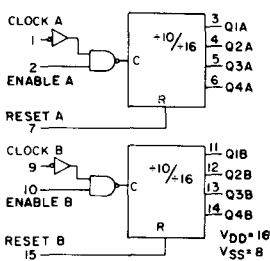 CLOCK A
1
2
ENABLE A
C
÷10/÷16
R
3 Q1A
4 Q2A
5 Q3A
6 Q4A
RESET A
7
CLOCK B
9
10
ENABLE B
C
÷10/÷16
R
11 Q1B
12 Q2B
13 Q3B
14 Q4B
RESET B
15
VDD=16
VSS=8